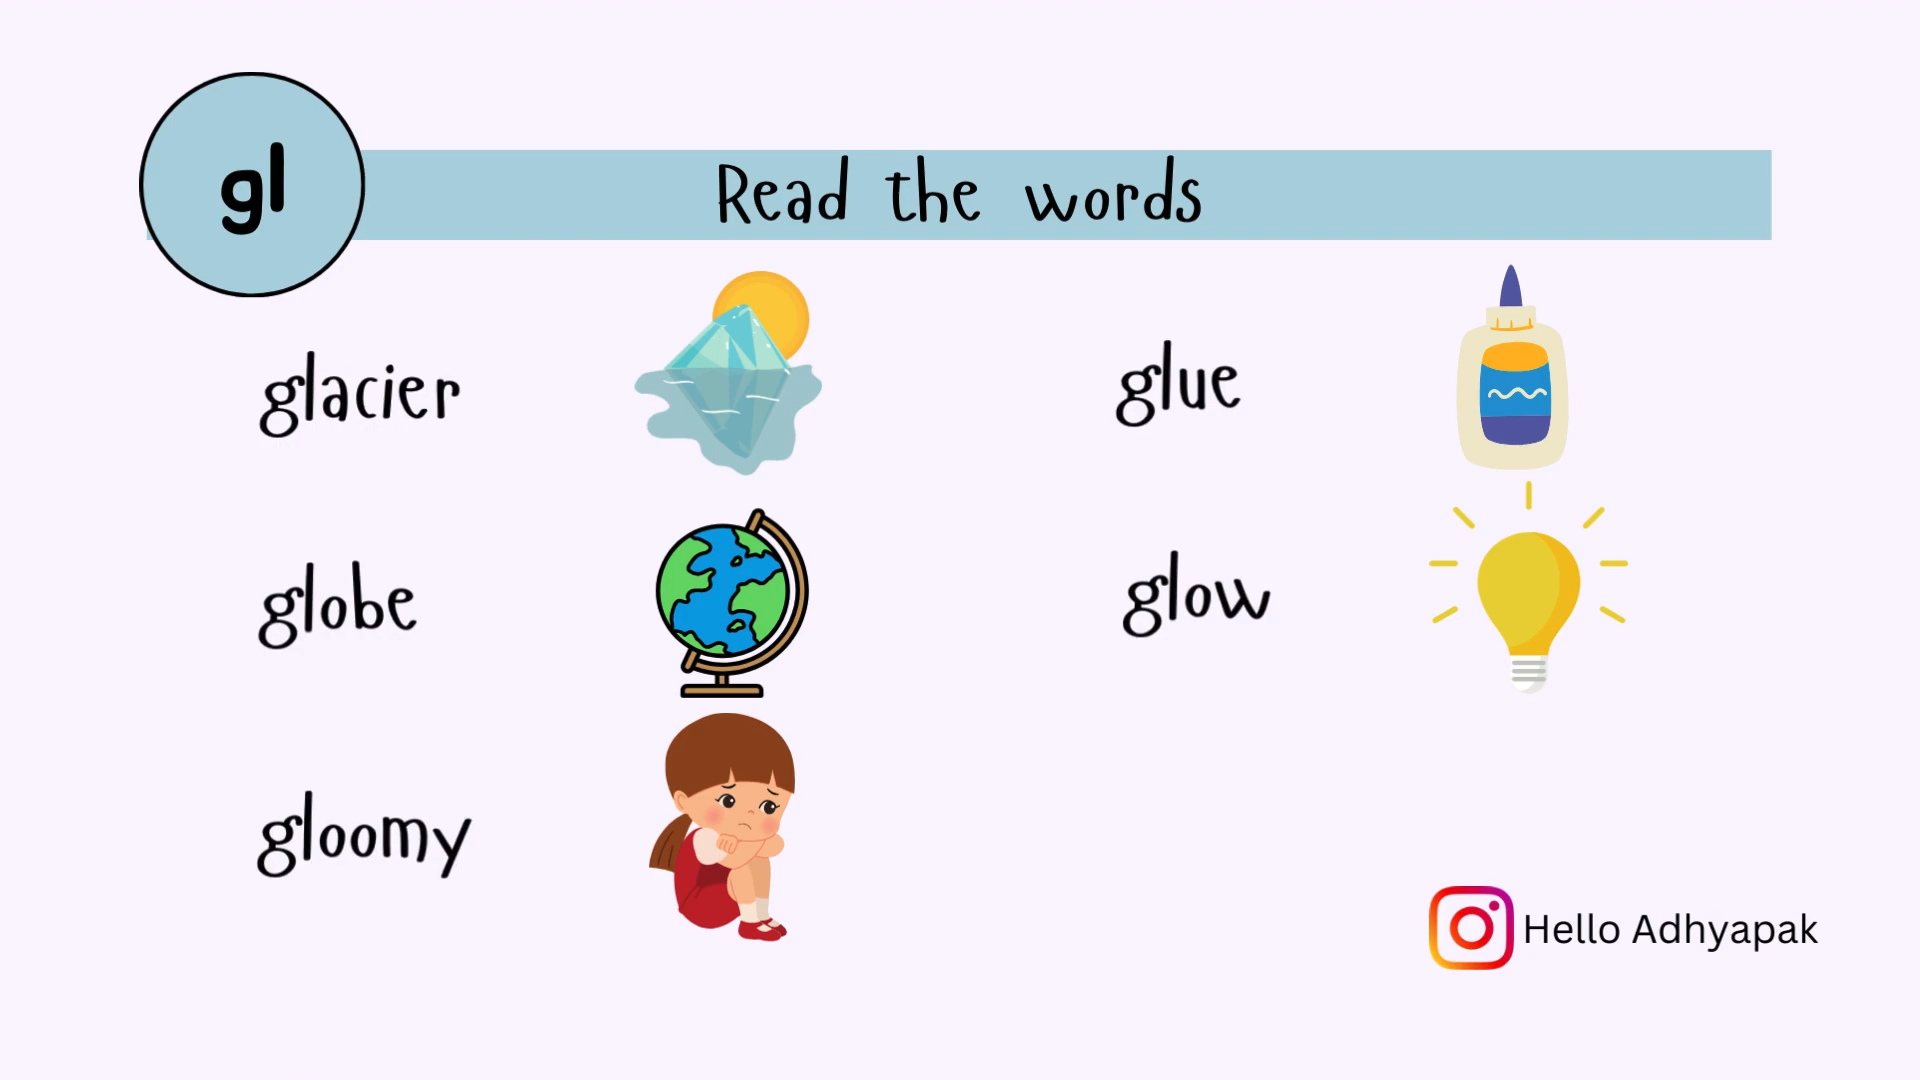 gl
Read the words
glacier
glue
globe
glow
gloomy
Hello Adhyapak